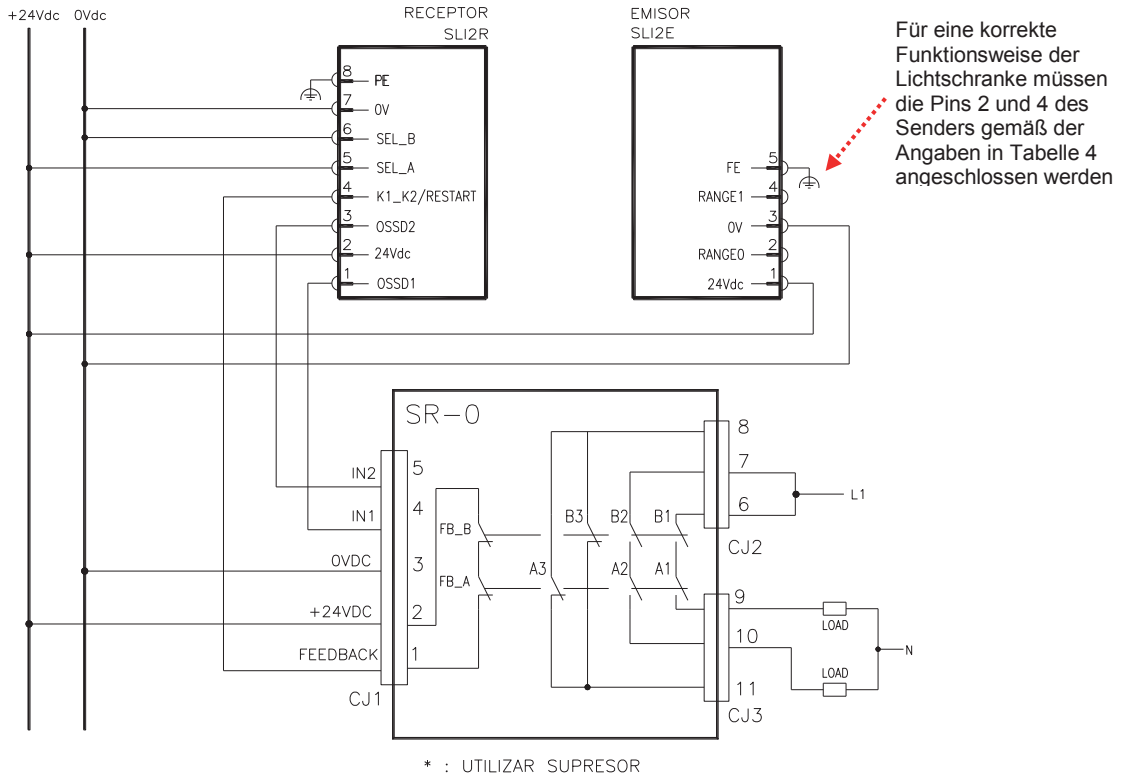 +24Vdc
0Vdc
RECEPTOR
SLI2R
8
PE
7
0V
6
SEL_B
5
SEL_A
4
K1_K2/RESTART
3
OSSD2
2
24Vdc
1
OSSD1
EMISOR
SLI2E
FE
5
RANGE1
4
0V
3
RANGE0
2
24Vdc
1
Für eine korrekte
Funktionsweise der
Lichtschranke müssen
die Pins 2 und 4 des
Senders gemäß der
Angaben in Tabelle 4
angeschlossen werden
SR-0
IN2
5
IN1
4
0VDC
3
+24VDC
2
FEEDBACK
1
CJ1
FB_B
FB_A
B3
B2
B1
A3
A2
A1
8
7
6
L1
CJ2
9
LOAD
10
N
LOAD
11
CJ3
* : UTILIZAR SUPRESOR